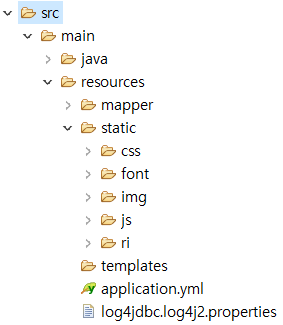 src
main
java
resources
mapper
static
css
font
img
js
ri
templates
application.yml
log4jdbc.log4j2.properties